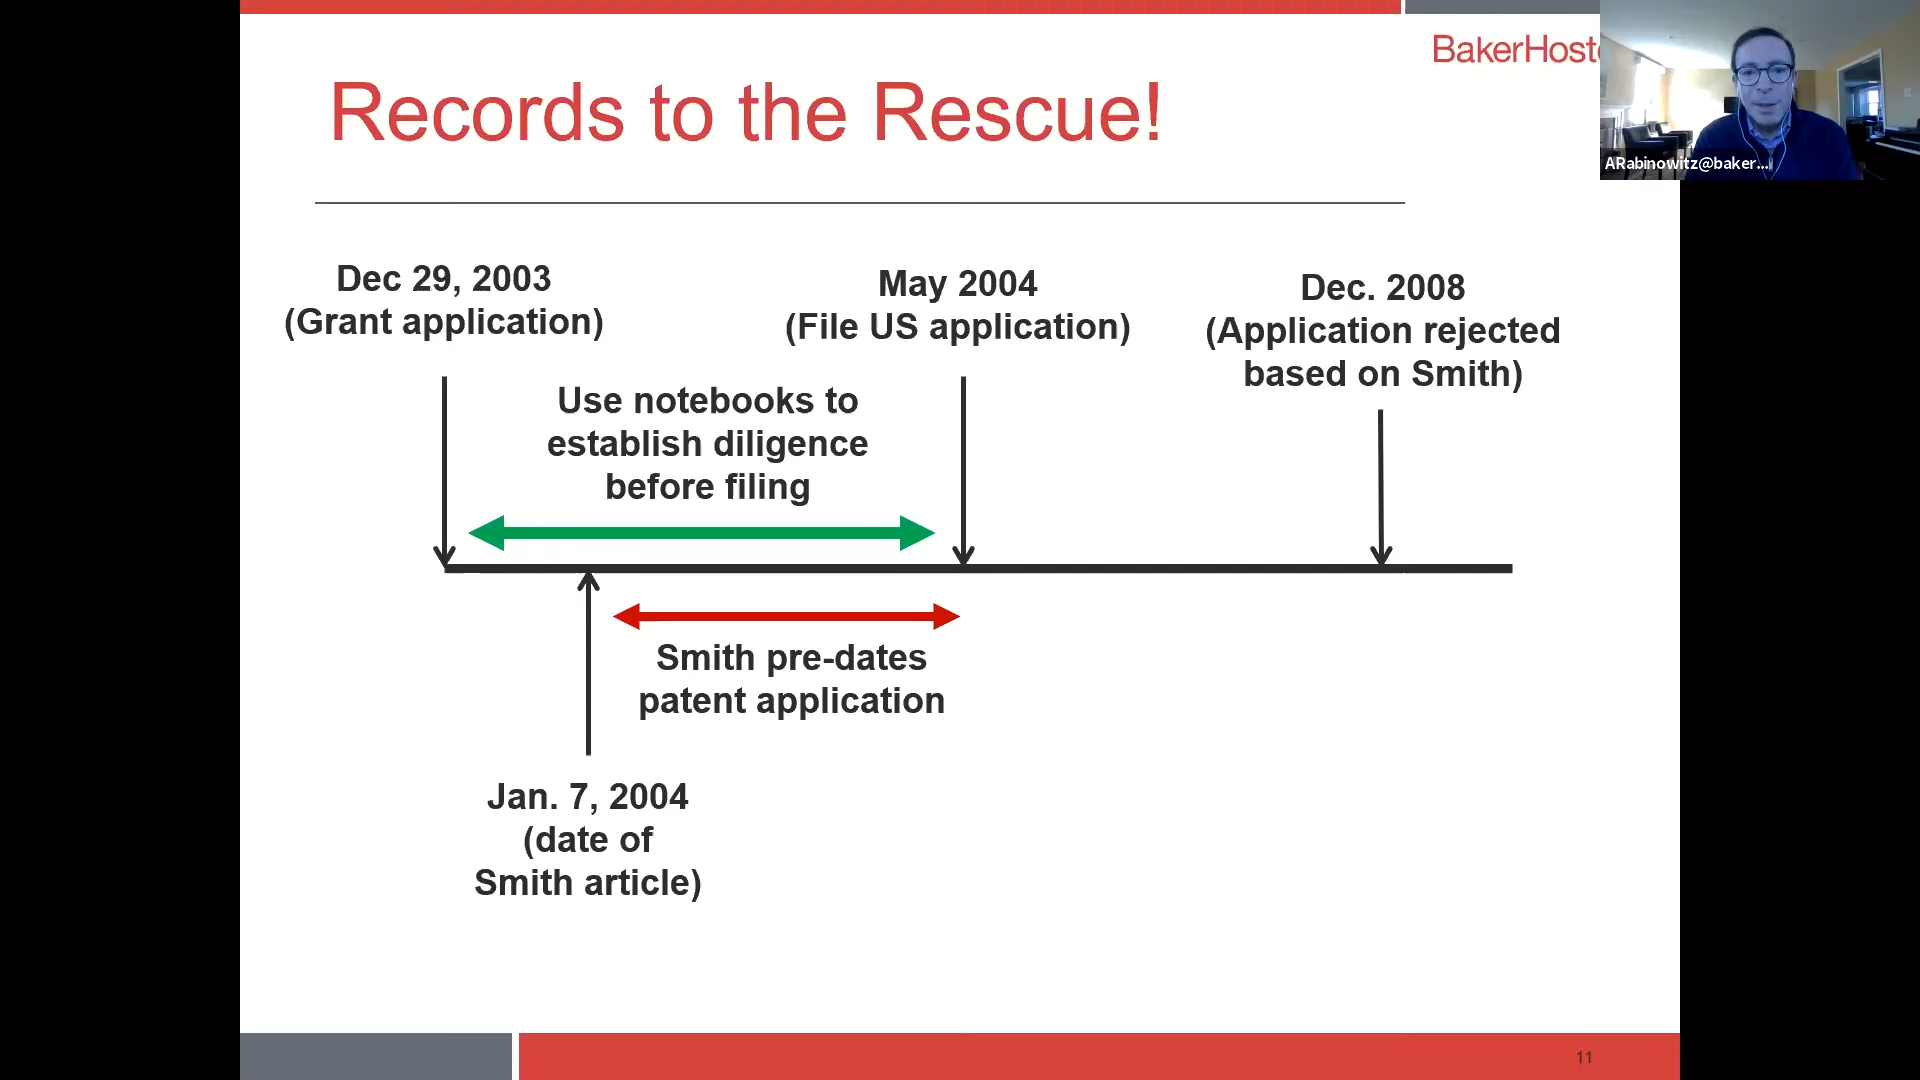 BakerHost
Records to the Rescue!
ARabinowitz@baker...
Dec 29, 2003
(Grant application)
May 2004
(File US application)
Dec. 2008
(Application rejected
based on Smith)
Use notebooks to
establish diligence
before filing
Smith pre-dates
patent application
Jan. 7, 2004
(date of
Smith article)
11